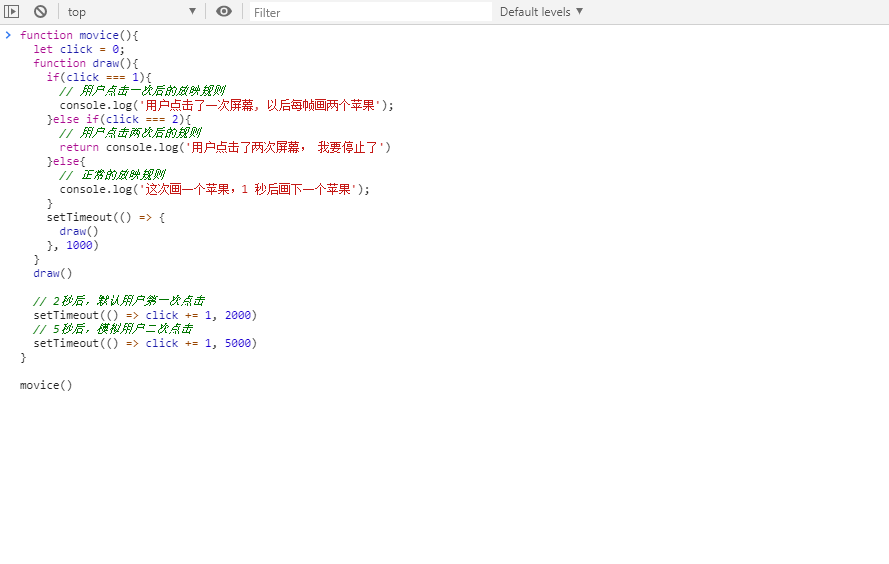 top
Filter
Default levels
function movice(){
let click = 0;
function draw(){
if(click === 1){
// 用户点击一次后的放映规则
console.log('用户点击了一次屏幕, 以后每帧画两个苹果');
}else if(click === 2){
// 用户点击两次后的规则
return console.log('用户点击了两次屏幕, 我要停止了')
}else{
// 正常的放映规则
console.log('这次画一个苹果,1 秒后画下一个苹果');
}
setTimeout(() => {
draw()
}, 1000)
}
draw()
// 2秒后, 默认用户第一次点击
setTimeout(() => click += 1, 2000)
// 5秒后, 模拟用户二次点击
setTimeout(() => click += 1, 5000)
}
movice()